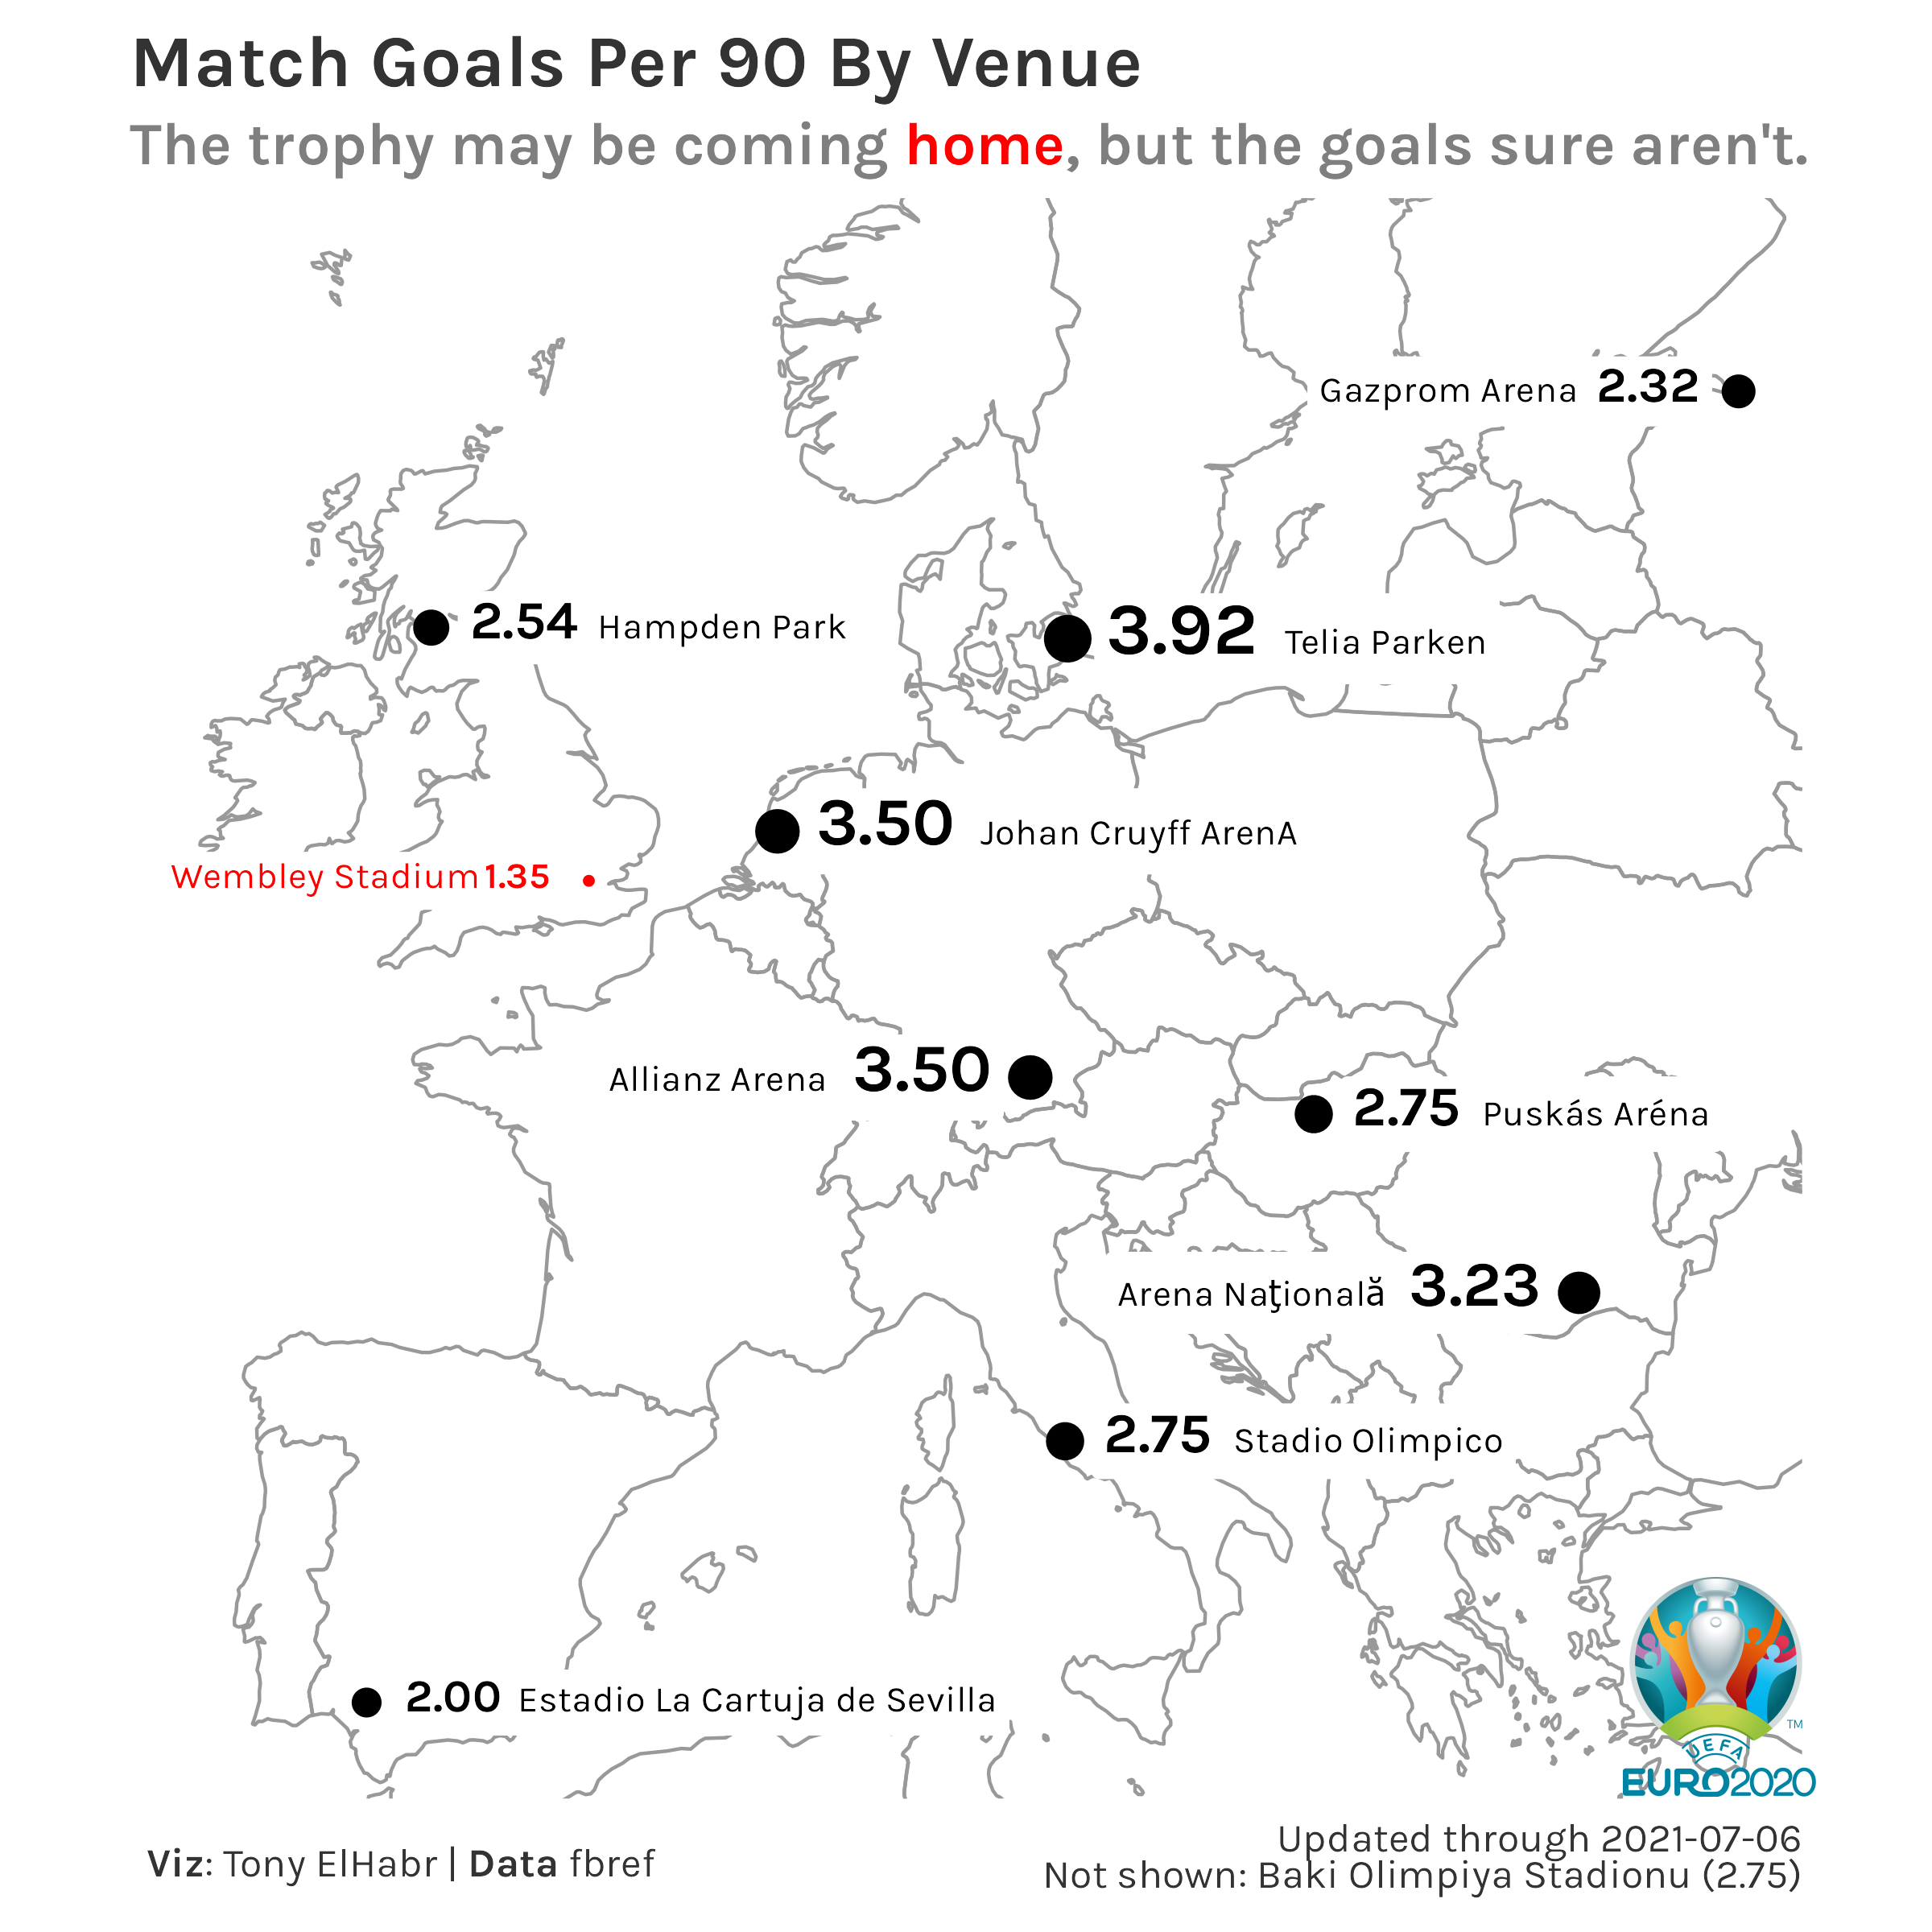 Match Goals Per 90 By Venue
The trophy may be coming home, but the goals sure aren't.
Gazprom Arena 2.32
2.54 Hampden Park
3.92 Telia Parken
3.50 Johan Cruyff ArenA
Wembley Stadium 1.35
Allianz Arena 3.50
2.75 Puskás Aréna
Arena Naţională 3.23
2.75 Stadio Olimpico
2.00 Estadio La Cartuja de Sevilla
TM
UEFA
EURO2020
Viz: Tony ElHabr | Data fbref
Updated through 2021-07-06
Not shown: Baki Olimpiya Stadionu (2.75)